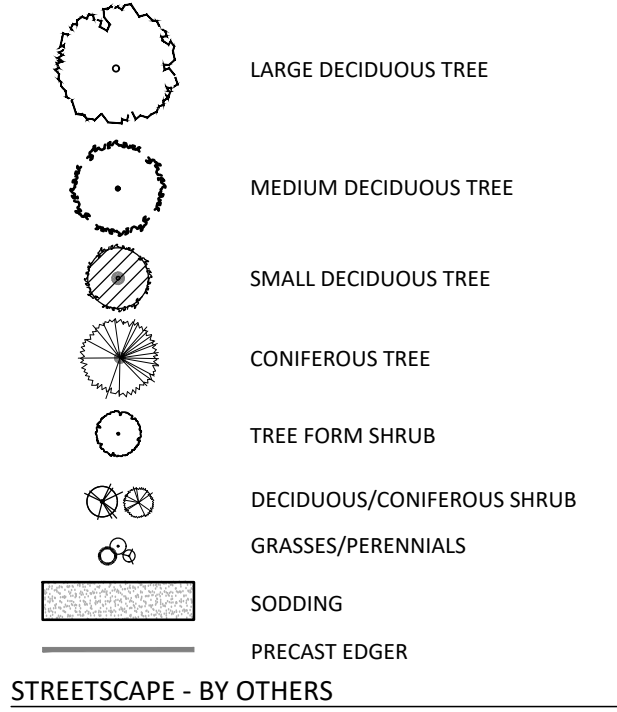 LARGE DECIDUOUS TREE
MEDIUM DECIDUOUS TREE
SMALL DECIDUOUS TREE
CONIFEROUS TREE
TREE FORM SHRUB
DECIDUOUS/CONIFEROUS SHRUB
GRASSES/PERENNIALS
SODDING
PRECAST EDGER
STREETSCAPE - BY OTHERS